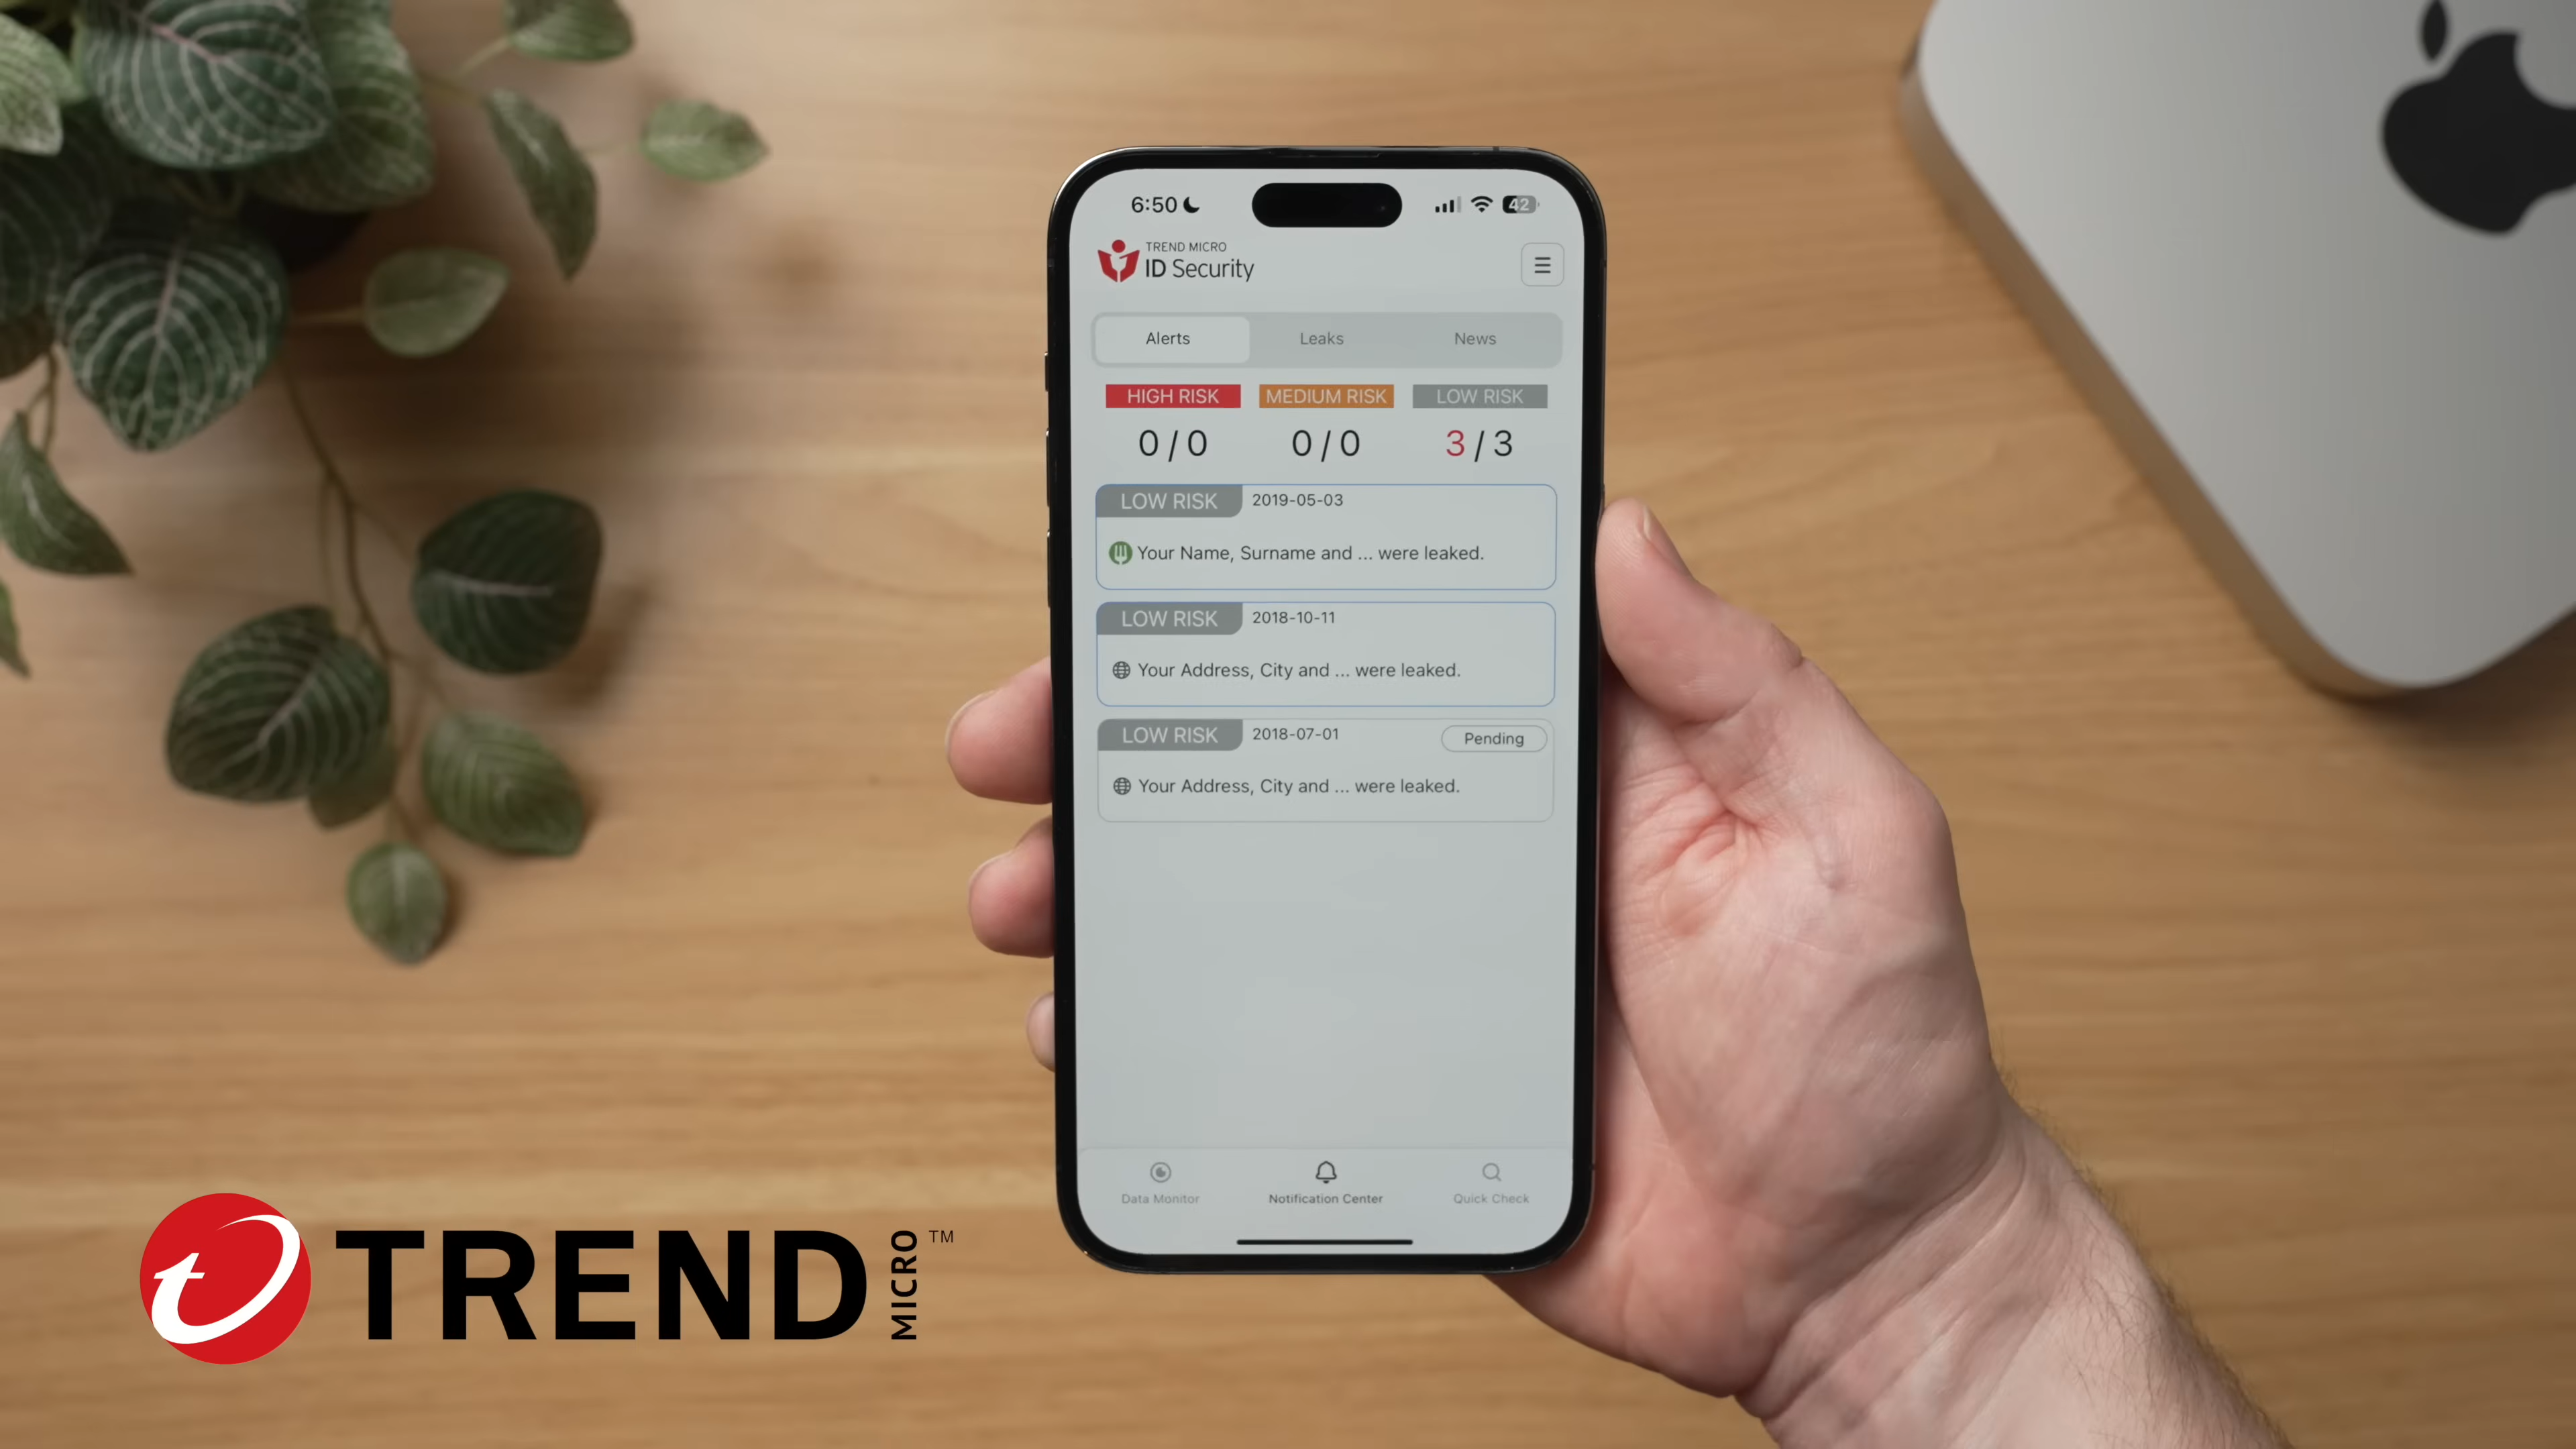 6:50
42
TREND MICRO
ID Security
Alerts
Leaks
News
HIGH RISK
MEDIUM RISK
LOW RISK
0 / 0
0 / 0
3 / 3
LOW RISK
2019-05-03
Your Name, Surname and ... were leaked.
LOW RISK
2018-10-11
Your Address, City and ... were leaked.
LOW RISK
2018-07-01
Pending
Your Address, City and ... were leaked.
Data Monitor
Notification Center
Quick Check
TREND
MICRO
TM